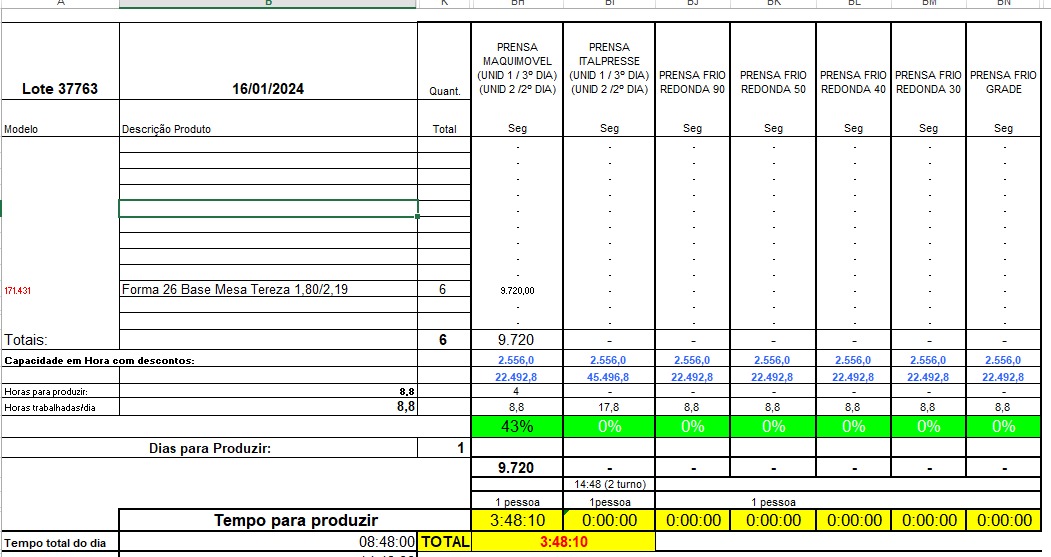 A B K BH BI BJ BK BL BM BN
Lote 37763 16/01/2024 Quant. PRENSA MAQUIMOVEL (UNID 1 / 3º DIA) (UNID 2 /2º DIA) PRENSA ITALPRESSE (UNID 1 / 3º DIA) (UNID 2 /2º DIA) PRENSA FRIO REDONDA 90 PRENSA FRIO REDONDA 50 PRENSA FRIO REDONDA 40 PRENSA FRIO REDONDA 30 PRENSA FRIO GRADE
Modelo Descrição Produto Total Seg Seg Seg Seg Seg Seg Seg
- - - - - - -
- - - - - - -
- - - - - - -
- - - - - - -
- - - - - - -
- - - - - - -
- - - - - - -
- - - - - - -
- - - - - - -
171.431 Forma 26 Base Mesa Tereza 1,80/2,19 6 9.720,00 - - - - - -
- - - - - - -
- - - - - - -
Totais: 6 9.720 - - - - - -
Capacidade em Hora com descontos: 2.556,0 2.556,0 2.556,0 2.556,0 2.556,0 2.556,0 2.556,0
22.492,8 45.496,8 22.492,8 22.492,8 22.492,8 22.492,8 22.492,8
Horas para produzir: 8,8 4 - - - - - -
Horas trabalhadas/dia 8,8 8,8 17,8 8,8 8,8 8,8 8,8 8,8
43% 0% 0% 0% 0% 0% 0%
Dias para Produzir: 1
9.720 - - - - - -
14:48 (2 turno)
1 pessoa 1pessoa 1 pessoa
Tempo para produzir 3:48:10 0:00:00 0:00:00 0:00:00 0:00:00 0:00:00 0:00:00
Tempo total do dia 08:48:00 TOTAL 3:48:10